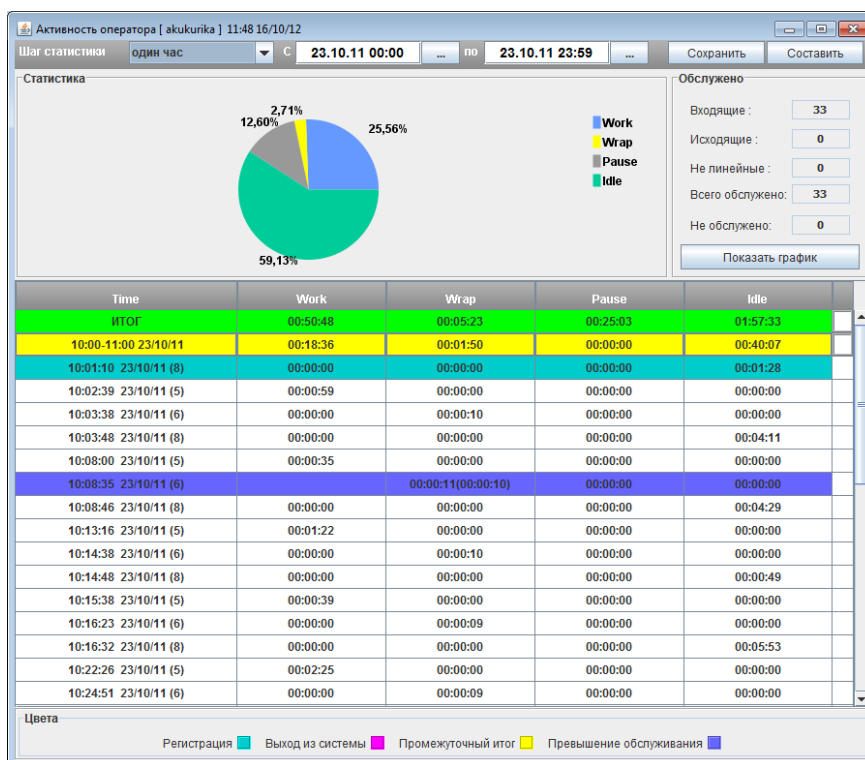 Активность оператора [ akukurika ] 11:48 16/10/12
Шаг статистики один час С 23.10.11 00:00 ... по 23.10.11 23:59 ... Сохранить Составить
Статистика
2,71%
12,60%
25,56%
59,13%
Work
Wrap
Pause
Idle
Обслужено
Входящие : 33
Исходящие : 0
Не линейные : 0
Всего обслужено: 33
Не обслужено: 0
Показать график
Time Work Wrap Pause Idle
ИТОГ 00:50:48 00:05:23 00:25:03 01:57:33
10:00-11:00 23/10/11 00:18:36 00:01:50 00:00:00 00:40:07
10:01:10 23/10/11 (8) 00:00:00 00:00:00 00:00:00 00:01:28
10:02:39 23/10/11 (5) 00:00:59 00:00:00 00:00:00 00:00:00
10:03:38 23/10/11 (6) 00:00:00 00:00:10 00:00:00 00:00:00
10:03:48 23/10/11 (8) 00:00:00 00:00:00 00:00:00 00:04:11
10:08:00 23/10/11 (5) 00:00:35 00:00:00 00:00:00 00:00:00
10:08:35 23/10/11 (6) 00:00:11(00:00:10) 00:00:00 00:00:00
10:08:46 23/10/11 (8) 00:00:00 00:00:00 00:00:00 00:04:29
10:13:16 23/10/11 (5) 00:01:22 00:00:00 00:00:00 00:00:00
10:14:38 23/10/11 (6) 00:00:00 00:00:10 00:00:00 00:00:00
10:14:48 23/10/11 (8) 00:00:00 00:00:00 00:00:00 00:00:49
10:15:38 23/10/11 (5) 00:00:39 00:00:00 00:00:00 00:00:00
10:16:23 23/10/11 (6) 00:00:00 00:00:09 00:00:00 00:00:00
10:16:32 23/10/11 (8) 00:00:00 00:00:00 00:00:00 00:05:53
10:22:26 23/10/11 (5) 00:02:25 00:00:00 00:00:00 00:00:00
10:24:51 23/10/11 (6) 00:00:00 00:00:09 00:00:00 00:00:00
Цвета
Регистрация Выход из системы Промежуточный итог Превышение обслуживания